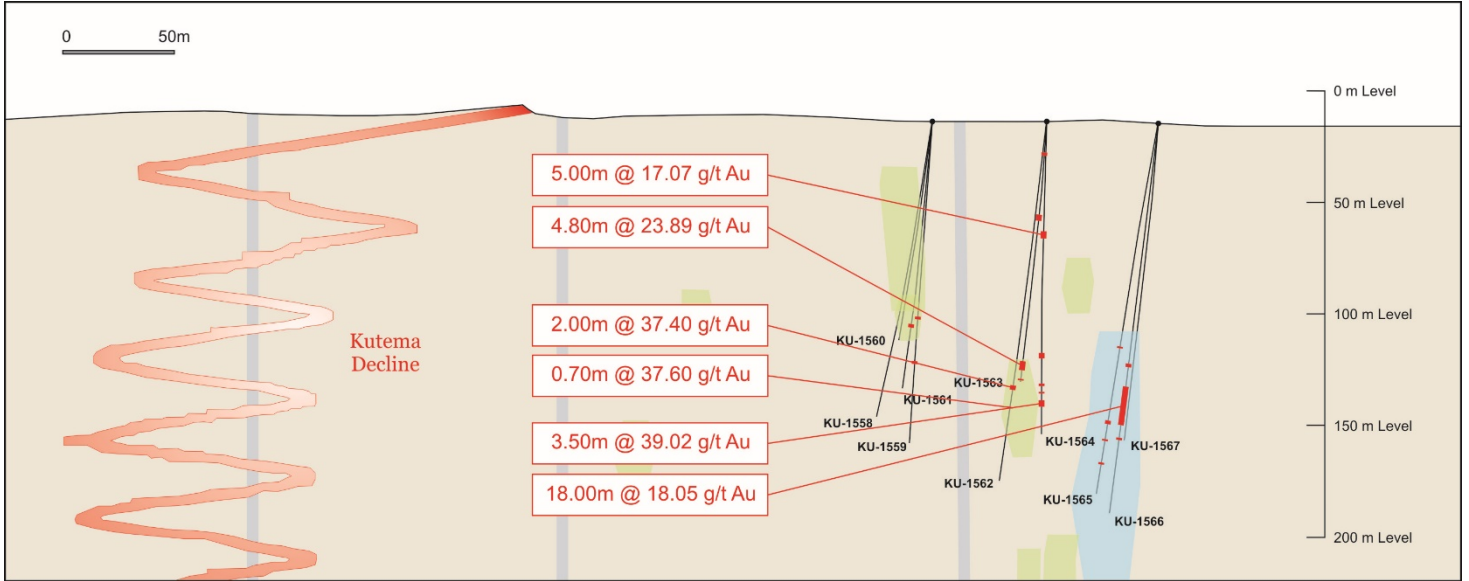 0 50m
0 m Level
50 m Level
100 m Level
150 m Level
200 m Level
5.00m @ 17.07 g/t Au
4.80m @ 23.89 g/t Au
2.00m @ 37.40 g/t Au
0.70m @ 37.60 g/t Au
3.50m @ 39.02 g/t Au
18.00m @ 18.05 g/t Au
Kutema
Decline
KU-1560
KU-1561
KU-1558
KU-1559
KU-1563
KU-1564
KU-1562
KU-1567
KU-1565
KU-1566